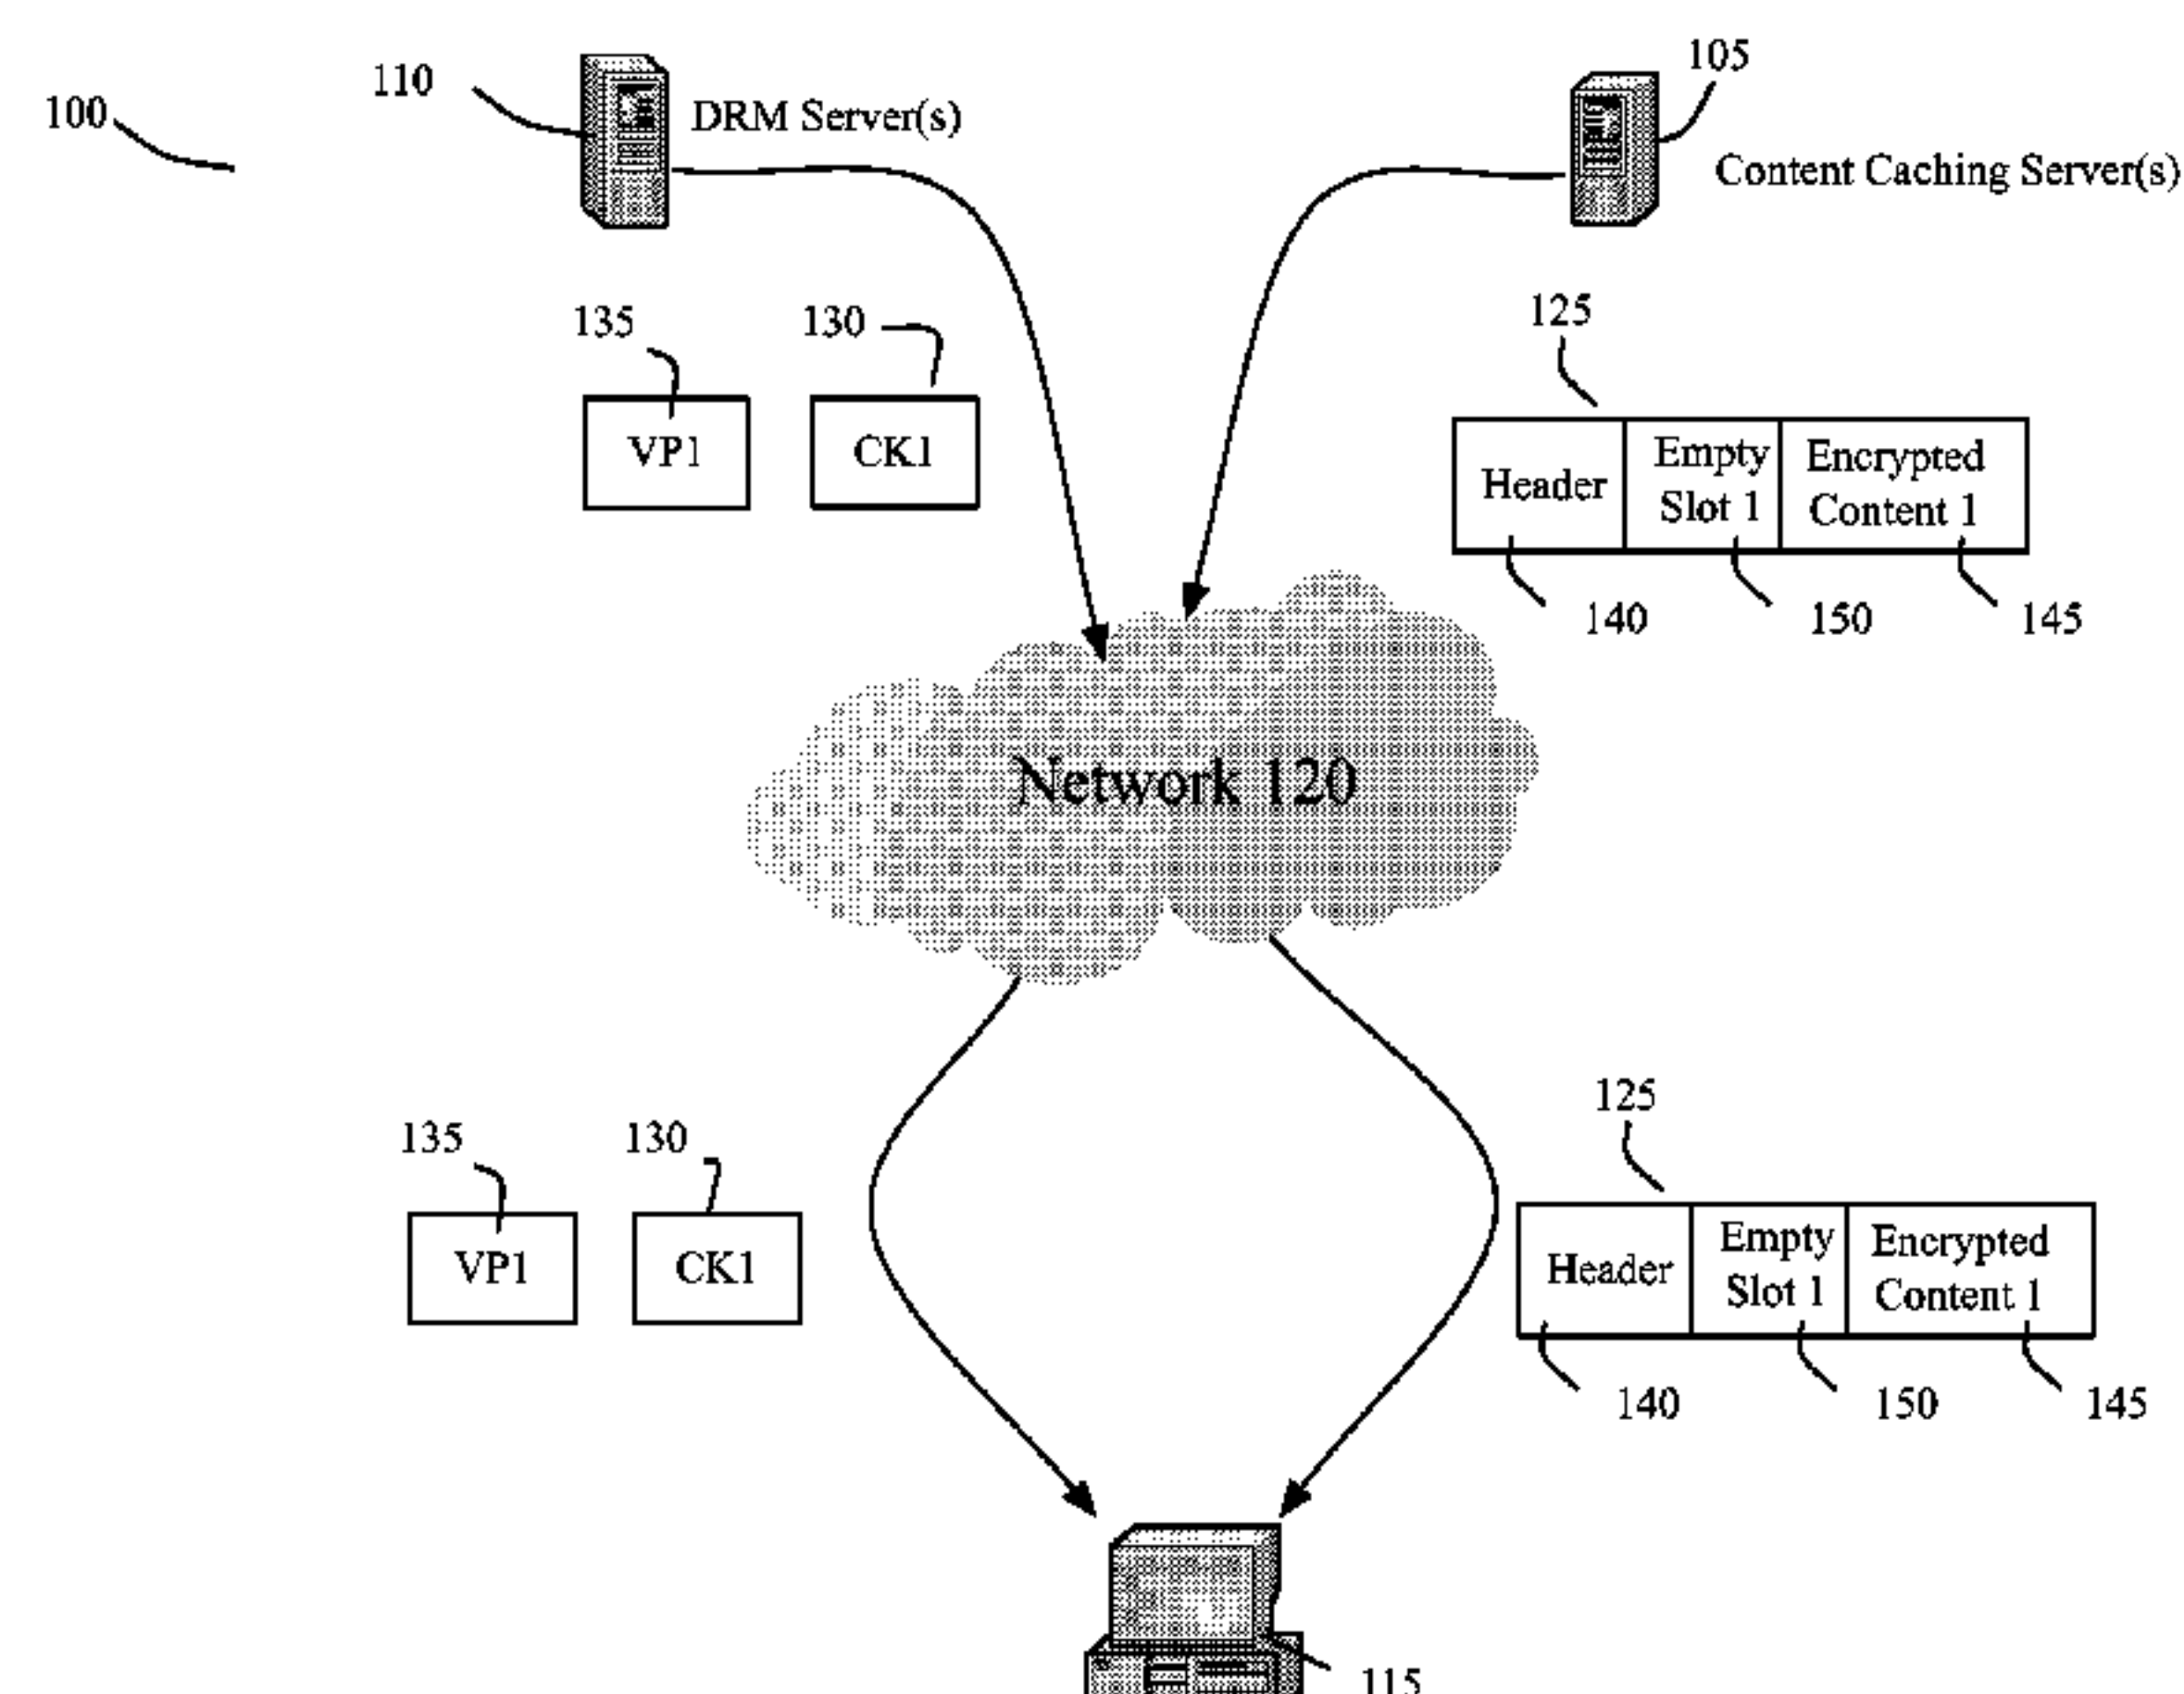 105
110
100
DRM Server(s)
Content Caching Server(s)
135
130
125
VP1
CK1
Header
Empty
Slot 1
Encrypted
Content 1
140
150
145
Network 120
125
135
130
VP1
CK1
Header
Empty
Slot 1
Encrypted
Content 1
140
150
145
115